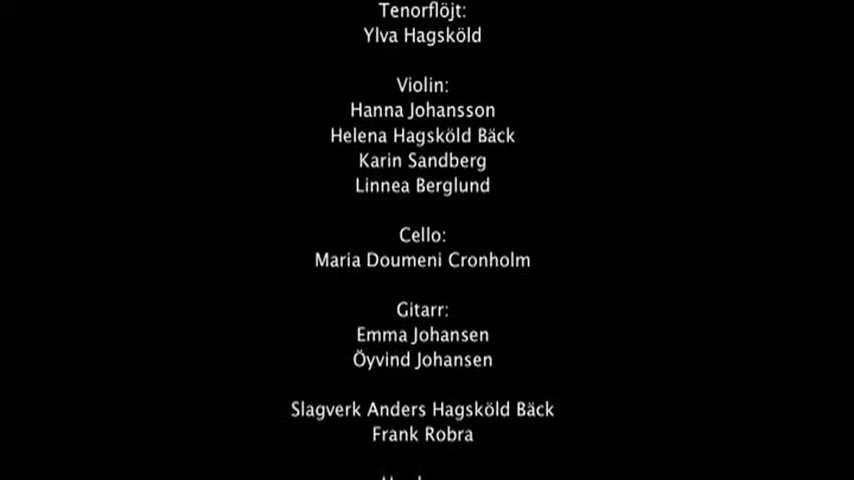 Tenorflöjt:
Ylva Hagsköld
Violin:
Hanna Johansson
Helena Hagsköld Bäck
Karin Sandberg
Linnea Berglund
Cello:
Maria Doumeni Cronholm
Gitarr:
Emma Johansen
Öyvind Johansen
Slagverk Anders Hagsköld Bäck
Frank Robra